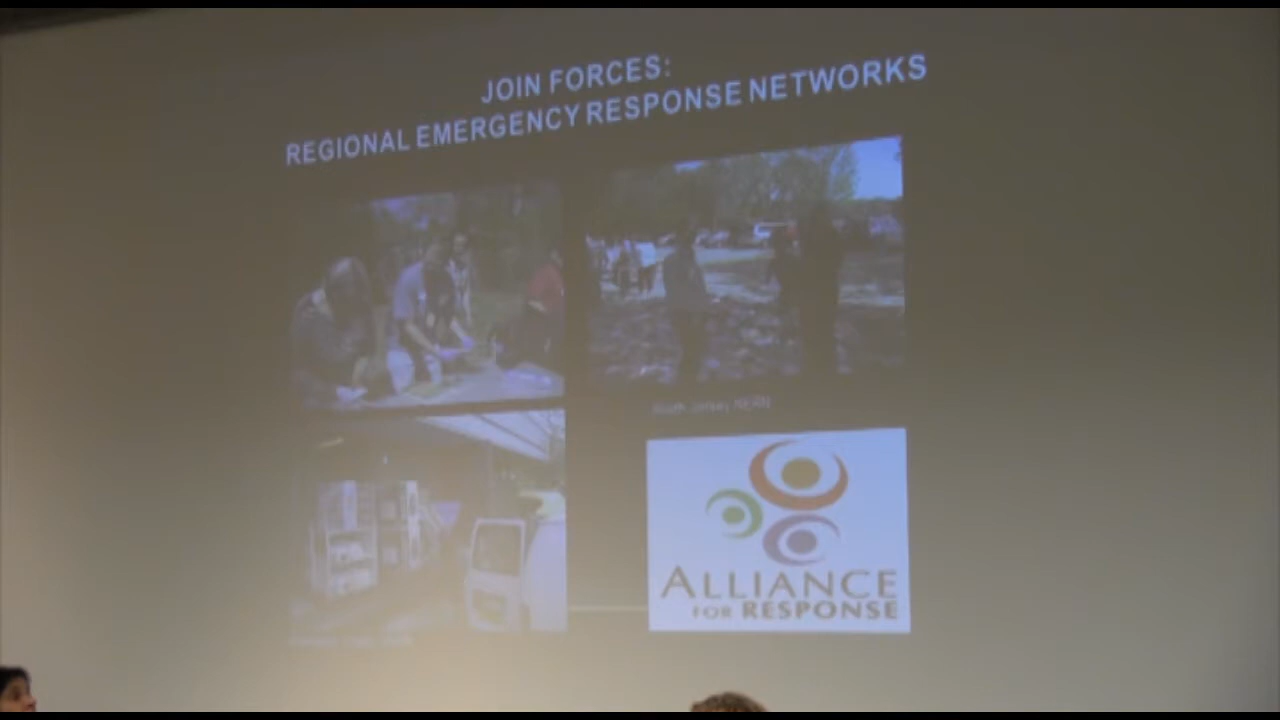 JOIN FORCES:
REGIONAL EMERGENCY RESPONSE NETWORKS
ALLIANCE
FOR RESPONSE